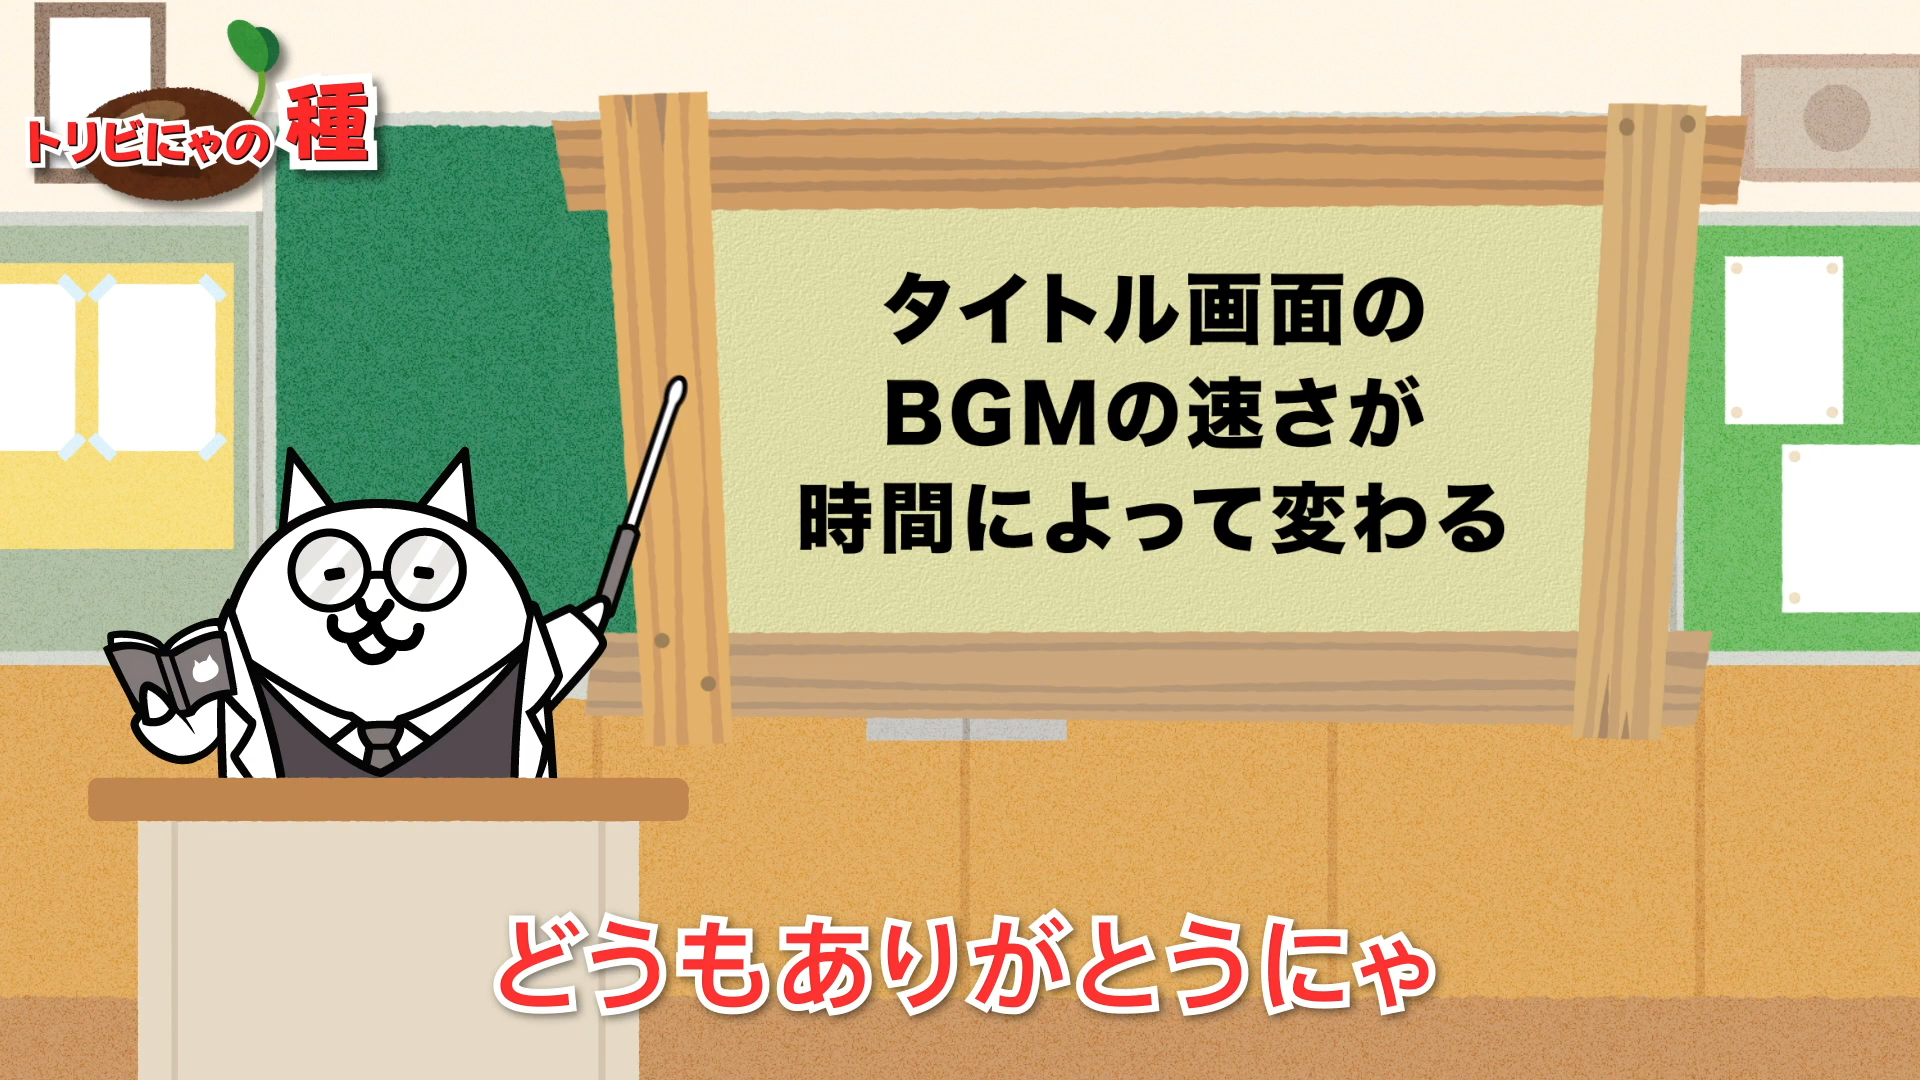 トリビにゃの種
タイトル画面の
BGMの速さが
時間によって変わる
どうもありがとうにゃ